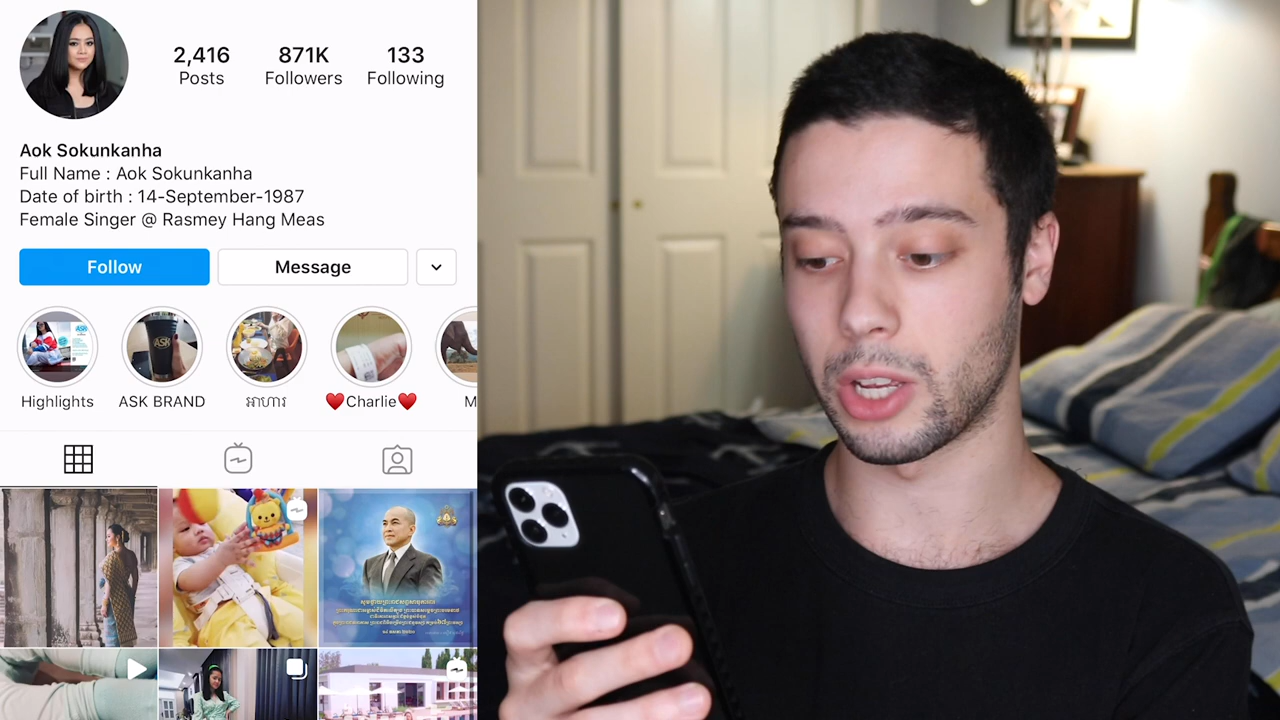 2,416 871K 133
Posts Followers Following
Aok Sokunkanha
Full Name : Aok Sokunkanha
Date of birth : 14-September-1987
Female Singer @ Rasmey Hang Meas
Follow Message
ASK
ASK
Highlights ASK BRAND អាហារ ❤️Charlie❤️ M